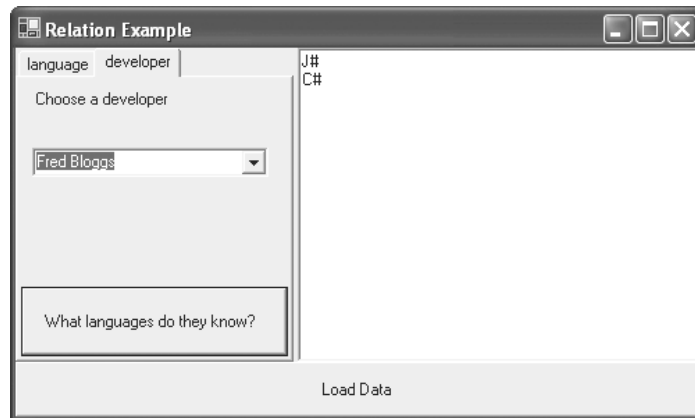 Relation Example
language developer
Choose a developer
Fred Bloggs
What languages do they know?
J#
C#
Load Data